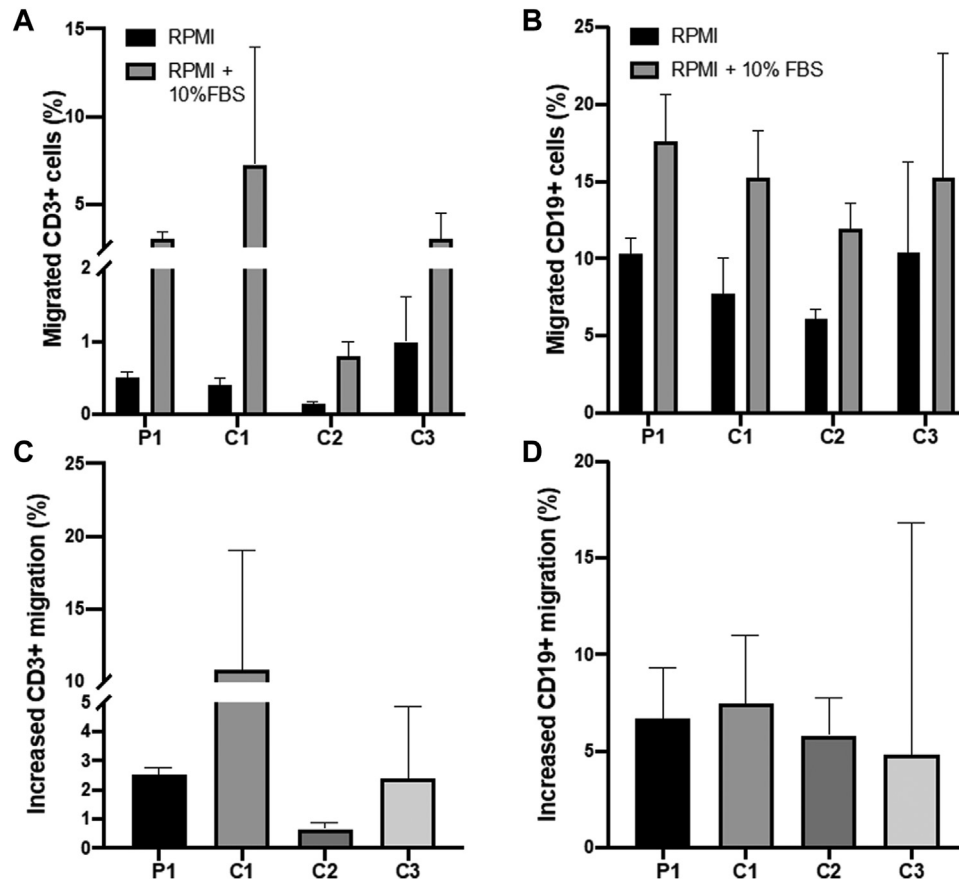 A
RPMI
RPMI +
10%FBS
Migrated CD3+ cells (%)
15
10
5
2
1
0
P1 C1 C2 C3
B
RPMI
RPMI + 10% FBS
Migrated CD19+ cells (%)
25
20
15
10
5
0
P1 C1 C2 C3
C
Increased CD3+ migration (%)
25
20
15
10
5
4
3
2
1
0
P1 C1 C2 C3
D
Increased CD19+ migration (%)
20
15
10
5
0
P1 C1 C2 C3